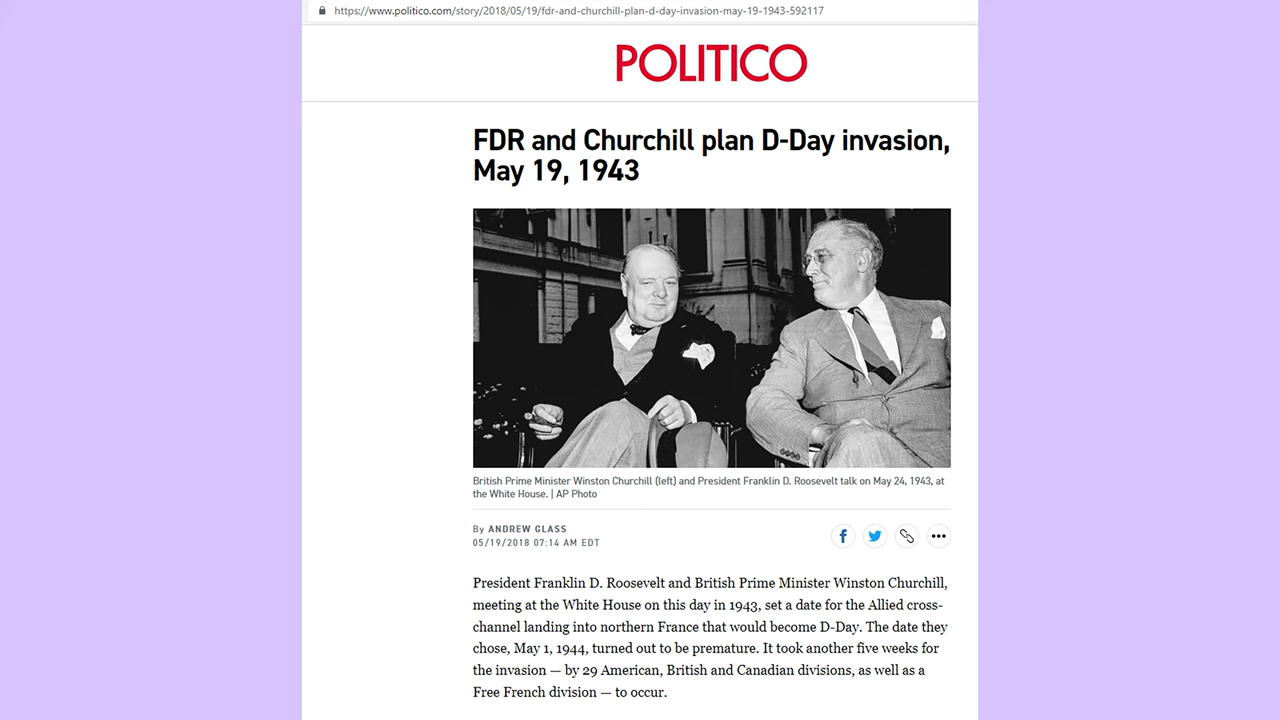 https://www.politico.com/story/2018/05/19/fdr-and-churchill-plan-d-day-invasion-may-19-1943-592117
POLITICO
FDR and Churchill plan D-Day invasion,
May 19, 1943
British Prime Minister Winston Churchill (left) and President Franklin D. Roosevelt talk on May 24, 1943, at
the White House. | AP Photo
By ANDREW GLASS
05/19/2018 07:14 AM EDT
President Franklin D. Roosevelt and British Prime Minister Winston Churchill,
meeting at the White House on this day in 1943, set a date for the Allied cross-
channel landing into northern France that would become D-Day. The date they
chose, May 1, 1944, turned out to be premature. It took another five weeks for
the invasion — by 29 American, British and Canadian divisions, as well as a
Free French division — to occur.